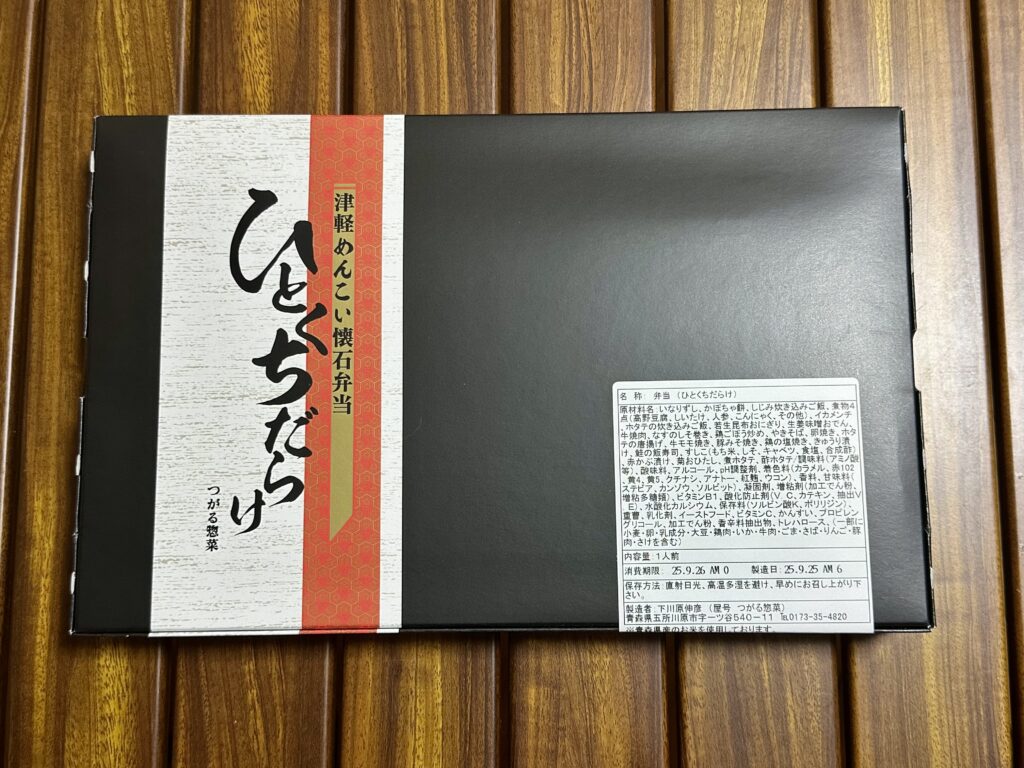 津軽めんこい懐石弁当
ひとくちだらけ
つがる惣菜
名 称: 弁当 (ひとくちだらけ)
原材料名:いなりずし、かぼちゃ餅、しじみ炊き込みご飯、煮物4
点(高野豆腐、しいたけ、人参、こんにゃく、その他)、イカメンチ
、ホタテの炊き込みご飯、若生昆布おにぎり、生姜味噌おでん、
牛焼肉、なすのしそ巻き、鶏ごぼう炒め、やきそば、卵焼き、ホタ
テの唐揚げ、牛モモ焼き、豚みそ焼き、鶏の塩焼き、きゅうり漬
け、鮭の飯寿司、すしこ(もち米、しそ、キャベツ、食塩、合成酢)
、赤かぶ漬け、菊おひたし、煮ホタテ、酢ホタテ/調味料(アミノ酸
等)、酸味料、アルコール、pH調整剤、着色料(カラメル、赤102
、黄4、黄5、クチナシ、アナトー、紅麹、ウコン)、香料、甘味料(
ステビア、カンゾウ、ソルビット)、凝固剤、増粘剤(加工でん粉、
増粘多糖類)、ビタミンB1、酸化防止剤(V.C、カテキン、抽出V
.E)、水酸化カルシウム、保存料(ソルビン酸K、ポリリジン)、
重曹、乳化剤、イーストフード、ビタミンC、かんすい、プロピレン
グリコール、加工でん粉、香辛料抽出物、トレハロース、(一部に
小麦・卵・乳成分・大豆・鶏肉・いか・牛肉・ごま・さば・りんご・豚
肉・さけを含む)
内容量:1人前
消費期限: 25.9.26 AM 0 製造日:25.9.25 AM 6
保存方法:直射日光、高温多湿を避け、早めにお召し上がり下
さい。
製造者:下川原伸彦 (屋号 つがる惣菜)
青森県五所川原市字一ツ谷540-11 ℡0173-35-4820
※青森県産のお米を使用しております。